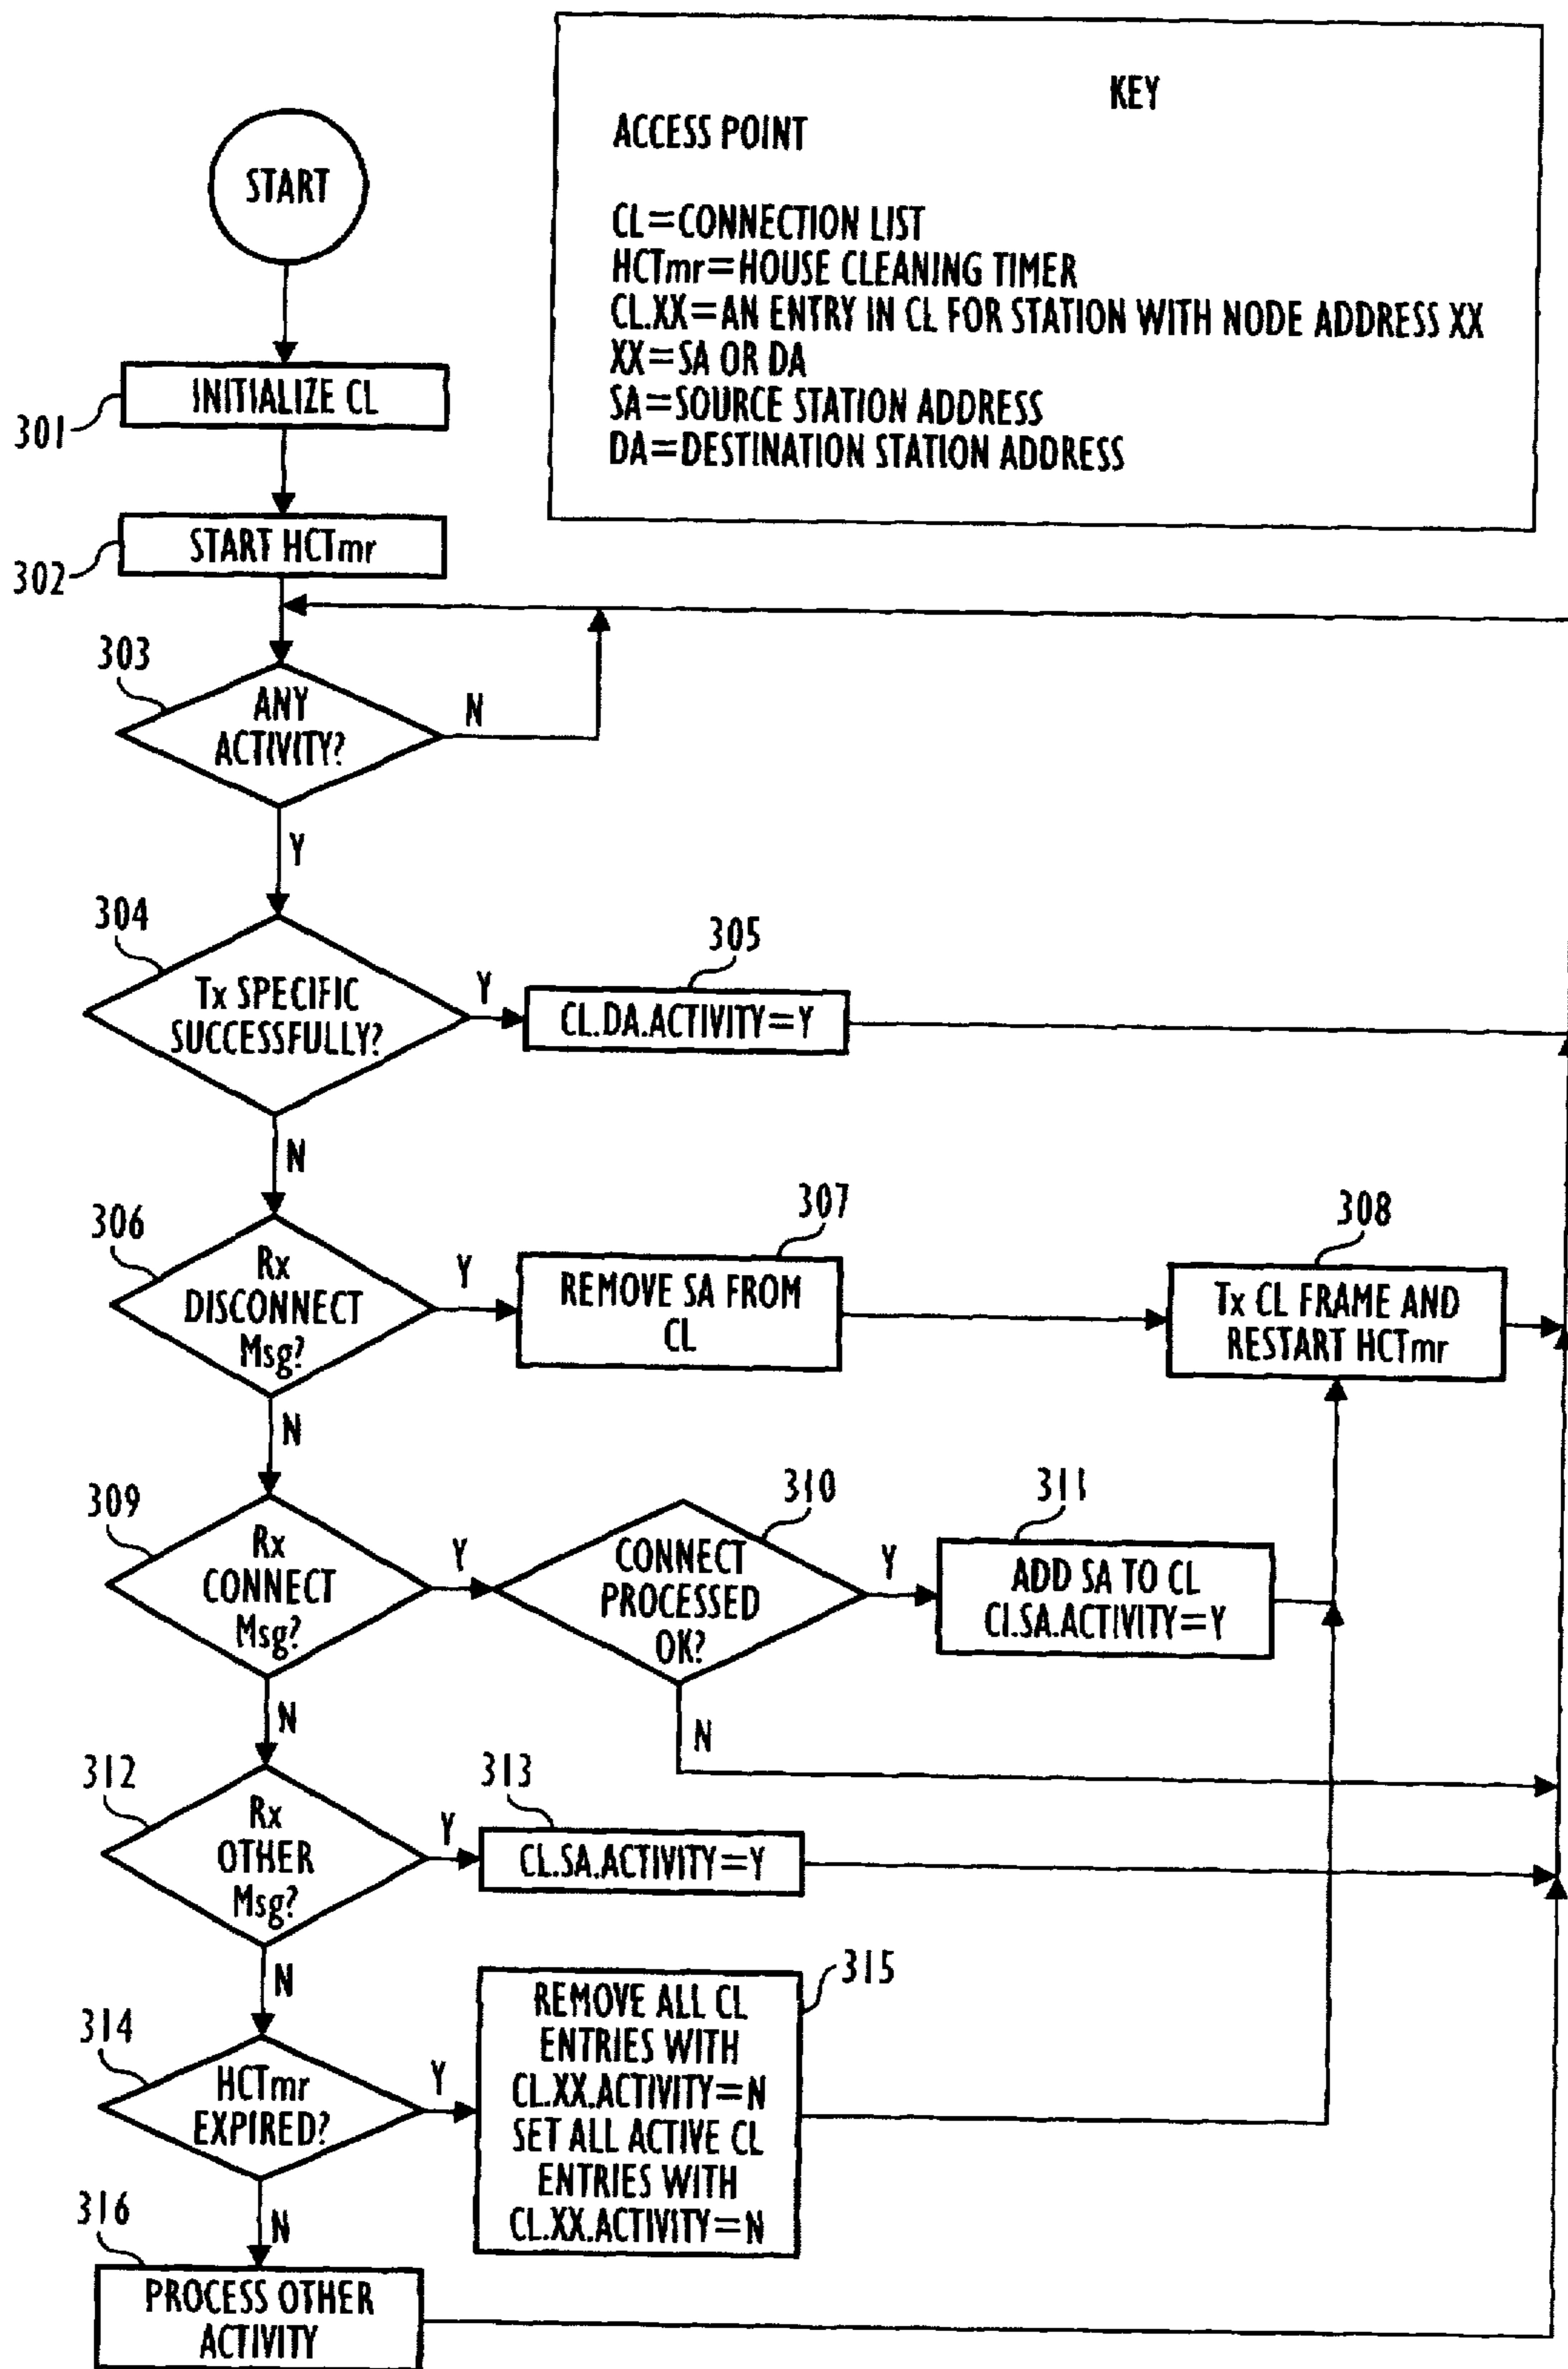 KEY
ACCESS POINT
CL=CONNECTION LIST
HCTmr=HOUSE CLEANING TIMER
CL.XX=AN ENTRY IN CL FOR STATION WITH NODE ADDRESS XX
XX=SA OR DA
SA=SOURCE STATION ADDRESS
DA=DESTINATION STATION ADDRESS
START
INITIALIZE CL
301
START HCTmr
302
303
ANY
ACTIVITY?
N
Y
304
Tx SPECIFIC
SUCCESSFULLY?
Y
305
CL.DA.ACTIVITY=Y
N
306
Rx
DISCONNECT
Msg?
Y
307
REMOVE SA FROM
CL
308
Tx CL FRAME AND
RESTART HCTmr
N
309
Rx
CONNECT
Msg?
Y
310
CONNECT
PROCESSED
OK?
Y
311
ADD SA TO CL
CI.SA.ACTIVITY=Y
N
N
312
Rx
OTHER
Msg?
Y
313
CL.SA.ACTIVITY=Y
N
314
HCTmr
EXPIRED?
Y
315
REMOVE ALL CL
ENTRIES WITH
CL.XX.ACTIVITY=N
SET ALL ACTIVE CL
ENTRIES WITH
CL.XX.ACTIVITY=N
N
316
PROCESS OTHER
ACTIVITY